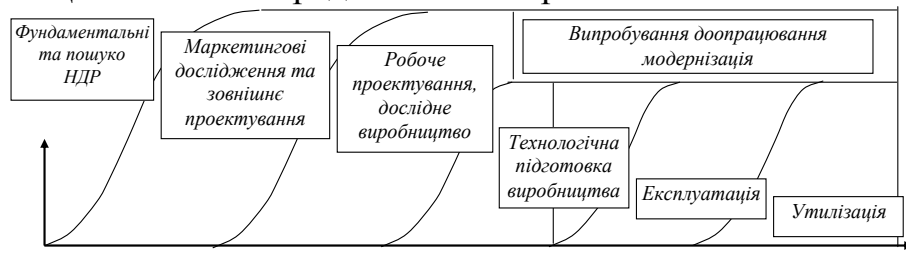 Фундаментальні
та пошуко
НДР
Маркетингові
дослідження та
зовнішнє
проектування
Робоче
проектування,
дослідне
виробництво
Випробування доопрацювання
модернізація
Технологічна
підготовка
виробництва
Експлуатація
Утилізація